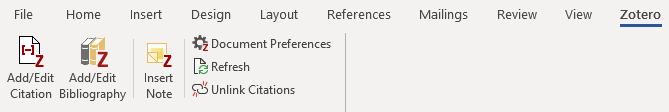 File Home Insert Design Layout References Mailings Review View Zotero
Add/Edit Citation
Add/Edit Bibliography
Insert Note
Document Preferences
Refresh
Unlink Citations